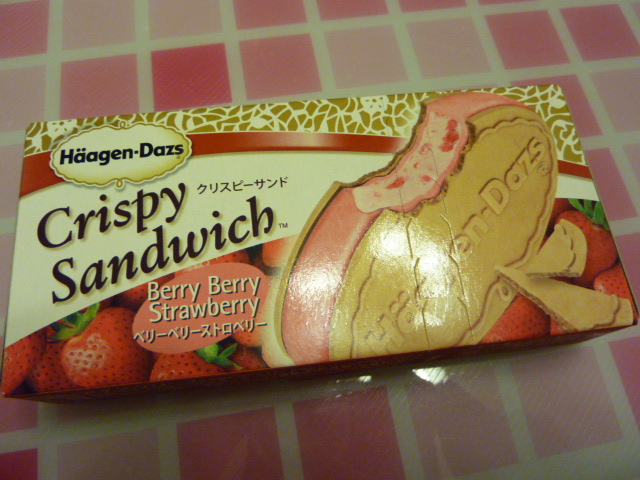 Häagen-Dazs
クリスピーサンド
Crispy
Sandwich™
Berry Berry
Strawberry
ベリーベリーストロベリー
Häagen-Dazs